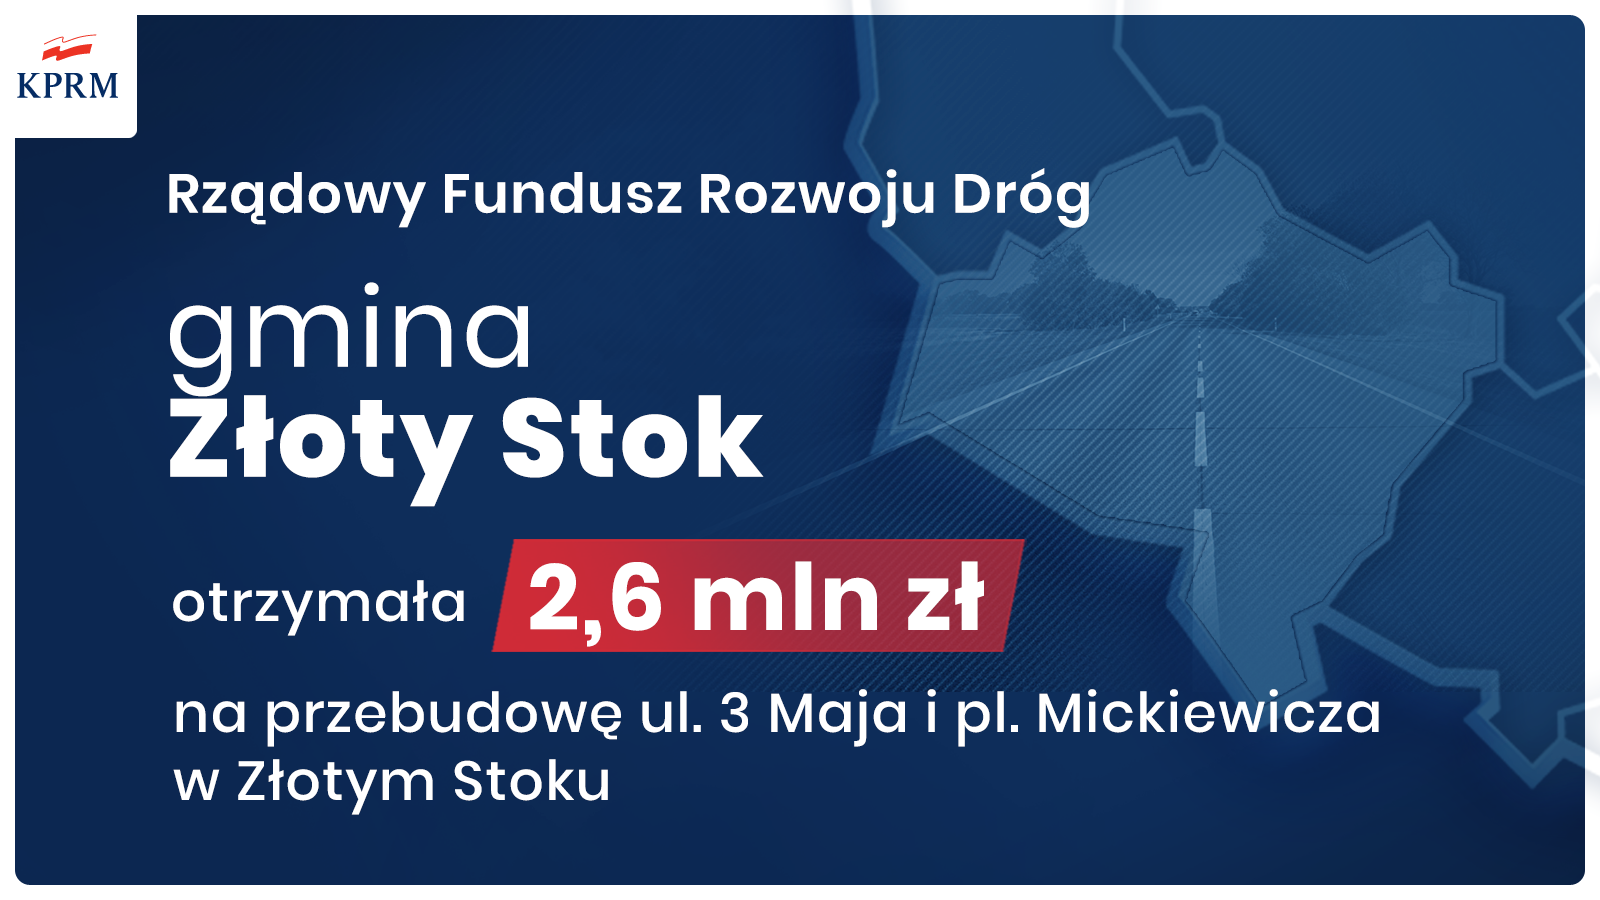 KPRM
Rządowy Fundusz Rozwoju Dróg
gmina
Złoty Stok
otrzymała 2,6 mln zł
na przebudowę ul. 3 Maja i pl. Mickiewicza
w Złotym Stoku